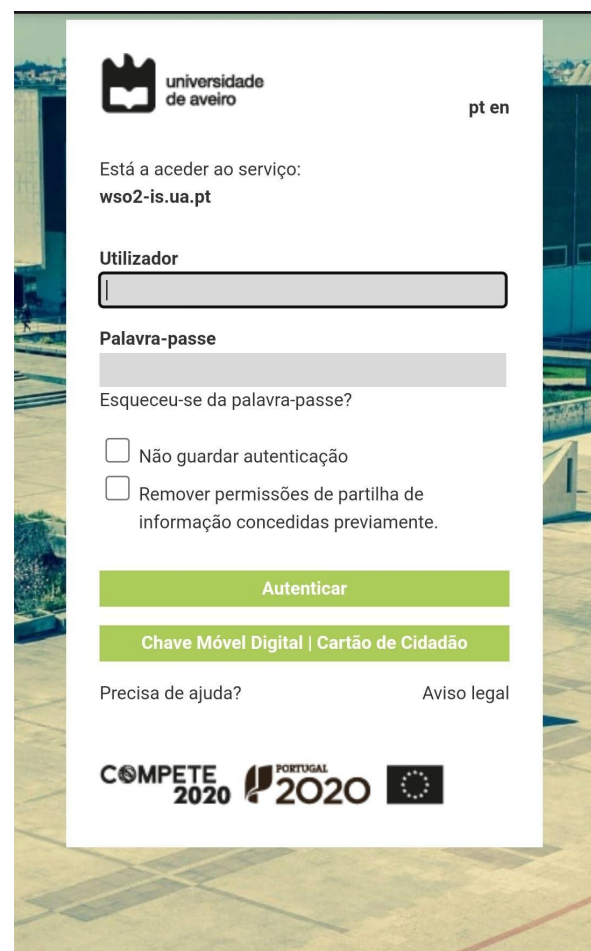 universidade
de aveiro
pt en
Está a aceder ao serviço:
wso2-is.ua.pt
Utilizador
Palavra-passe
Esqueceu-se da palavra-passe?
Não guardar autenticação
Remover permissões de partilha de
informação concedidas previamente.
Autenticar
Chave Móvel Digital | Cartão de Cidadão
Precisa de ajuda? Aviso legal
COMPETE
2020
PORTUGAL
2020